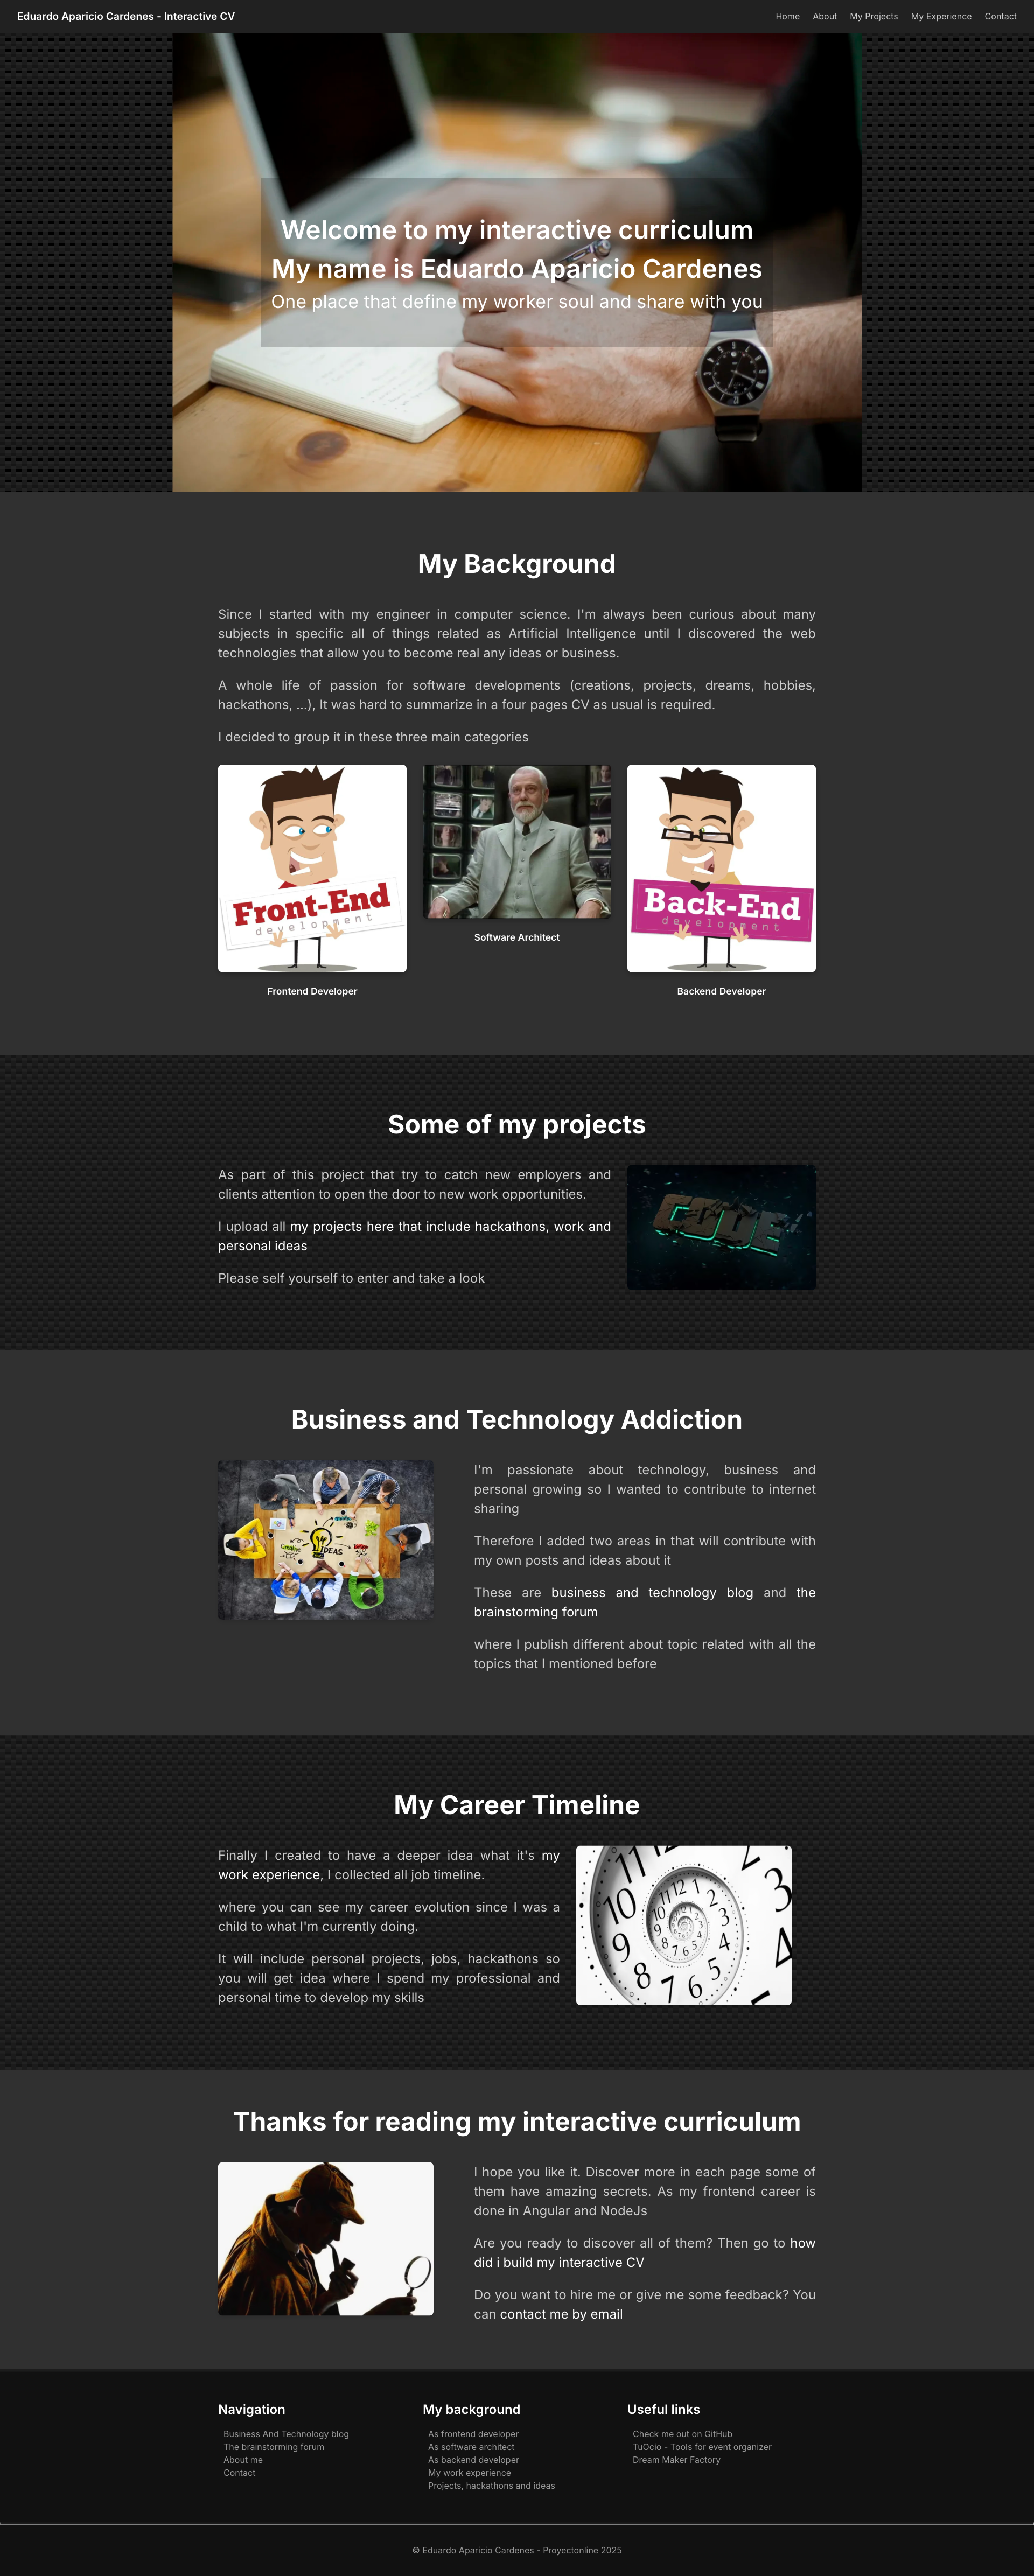 Eduardo Aparicio Cardenes - Interactive CV
Home About My Projects My Experience Contact
Welcome to my interactive curriculum
My name is Eduardo Aparicio Cardenes
One place that define my worker soul and share with you
My Background
Since I started with my engineer in computer science. I'm always been curious about many
subjects in specific all of things related as Artificial Intelligence until I discovered the web
technologies that allow you to become real any ideas or business.
A whole life of passion for software developments (creations, projects, dreams, hobbies,
hackathons, ...), It was hard to summarize in a four pages CV as usual is required.
I decided to group it in these three main categories
Front-End
development
Frontend Developer
Software Architect
Back-End
development
Backend Developer
Some of my projects
As part of this project that try to catch new employers and
clients attention to open the door to new work opportunities.
I upload all my projects here that include hackathons, work and
personal ideas
Please self yourself to enter and take a look
CODE
Business and Technology Addiction
IDEAS
I'm passionate about technology, business and
personal growing so I wanted to contribute to internet
sharing
Therefore I added two areas in that will contribute with
my own posts and ideas about it
These are business and technology blog and the
brainstorming forum
where I publish different about topic related with all the
topics that I mentioned before
My Career Timeline
Finally I created to have a deeper idea what it's my
work experience, I collected all job timeline.
where you can see my career evolution since I was a
child to what I'm currently doing.
It will include personal projects, jobs, hackathons so
you will get idea where I spend my professional and
personal time to develop my skills
Thanks for reading my interactive curriculum
I hope you like it. Discover more in each page some of
them have amazing secrets. As my frontend career is
done in Angular and NodeJs
Are you ready to discover all of them? Then go to how
did i build my interactive CV
Do you want to hire me or give me some feedback? You
can contact me by email
Navigation
Business And Technology blog
The brainstorming forum
About me
Contact
My background
As frontend developer
As software architect
As backend developer
My work experience
Projects, hackathons and ideas
Useful links
Check me out on GitHub
TuOcio - Tools for event organizer
Dream Maker Factory
© Eduardo Aparicio Cardenes - Proyectonline 2025